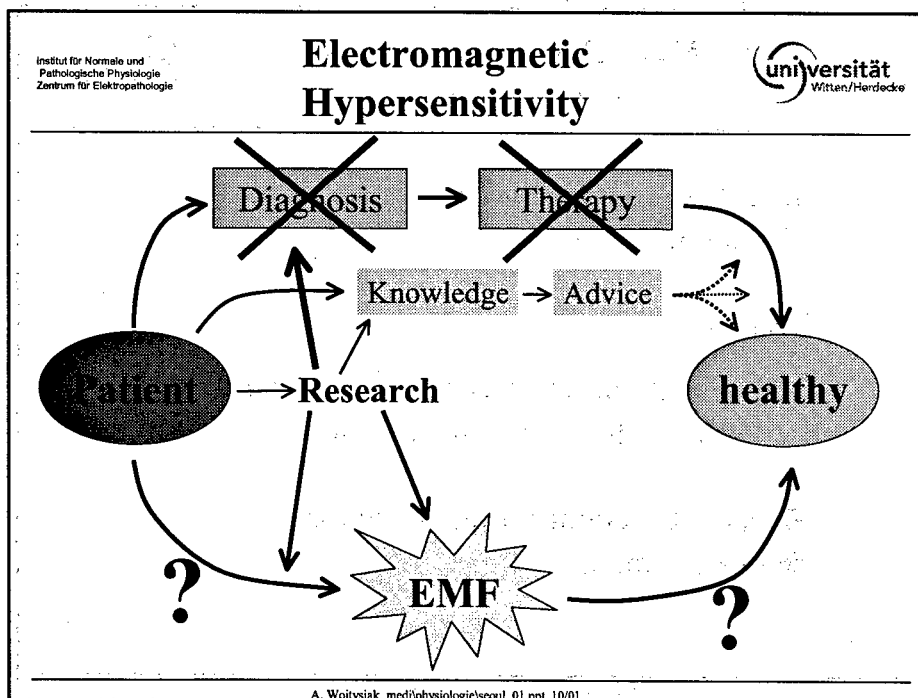 Institut für Normale und
Pathologische Physiologie
Zentrum für Elektropathologie
Electromagnetic
Hypersensitivity
universität
Witten/Herdecke
Diagnosis
Therapy
Knowledge
Advice
Patient
Research
healthy
?
EMF
?
A. Wojtysiak, medi\physiologie\seoul_01.ppt, 10/01